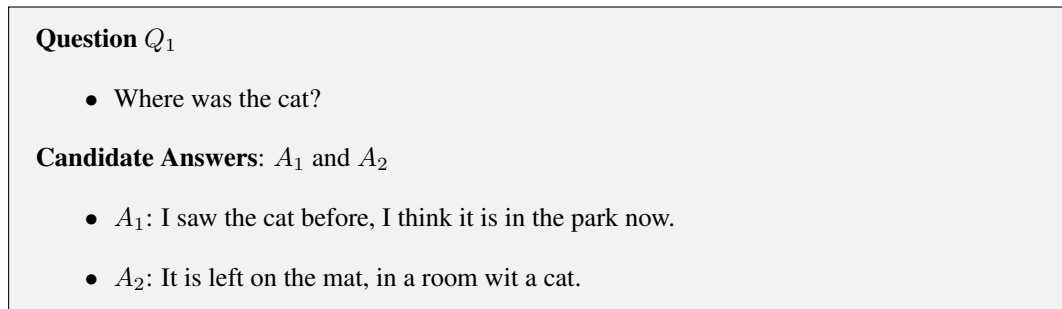 Question Q₁
• Where was the cat?
Candidate Answers: A₁ and A₂
• A₁: I saw the cat before, I think it is in the park now.
• A₂: It is left on the mat, in a room wit a cat.